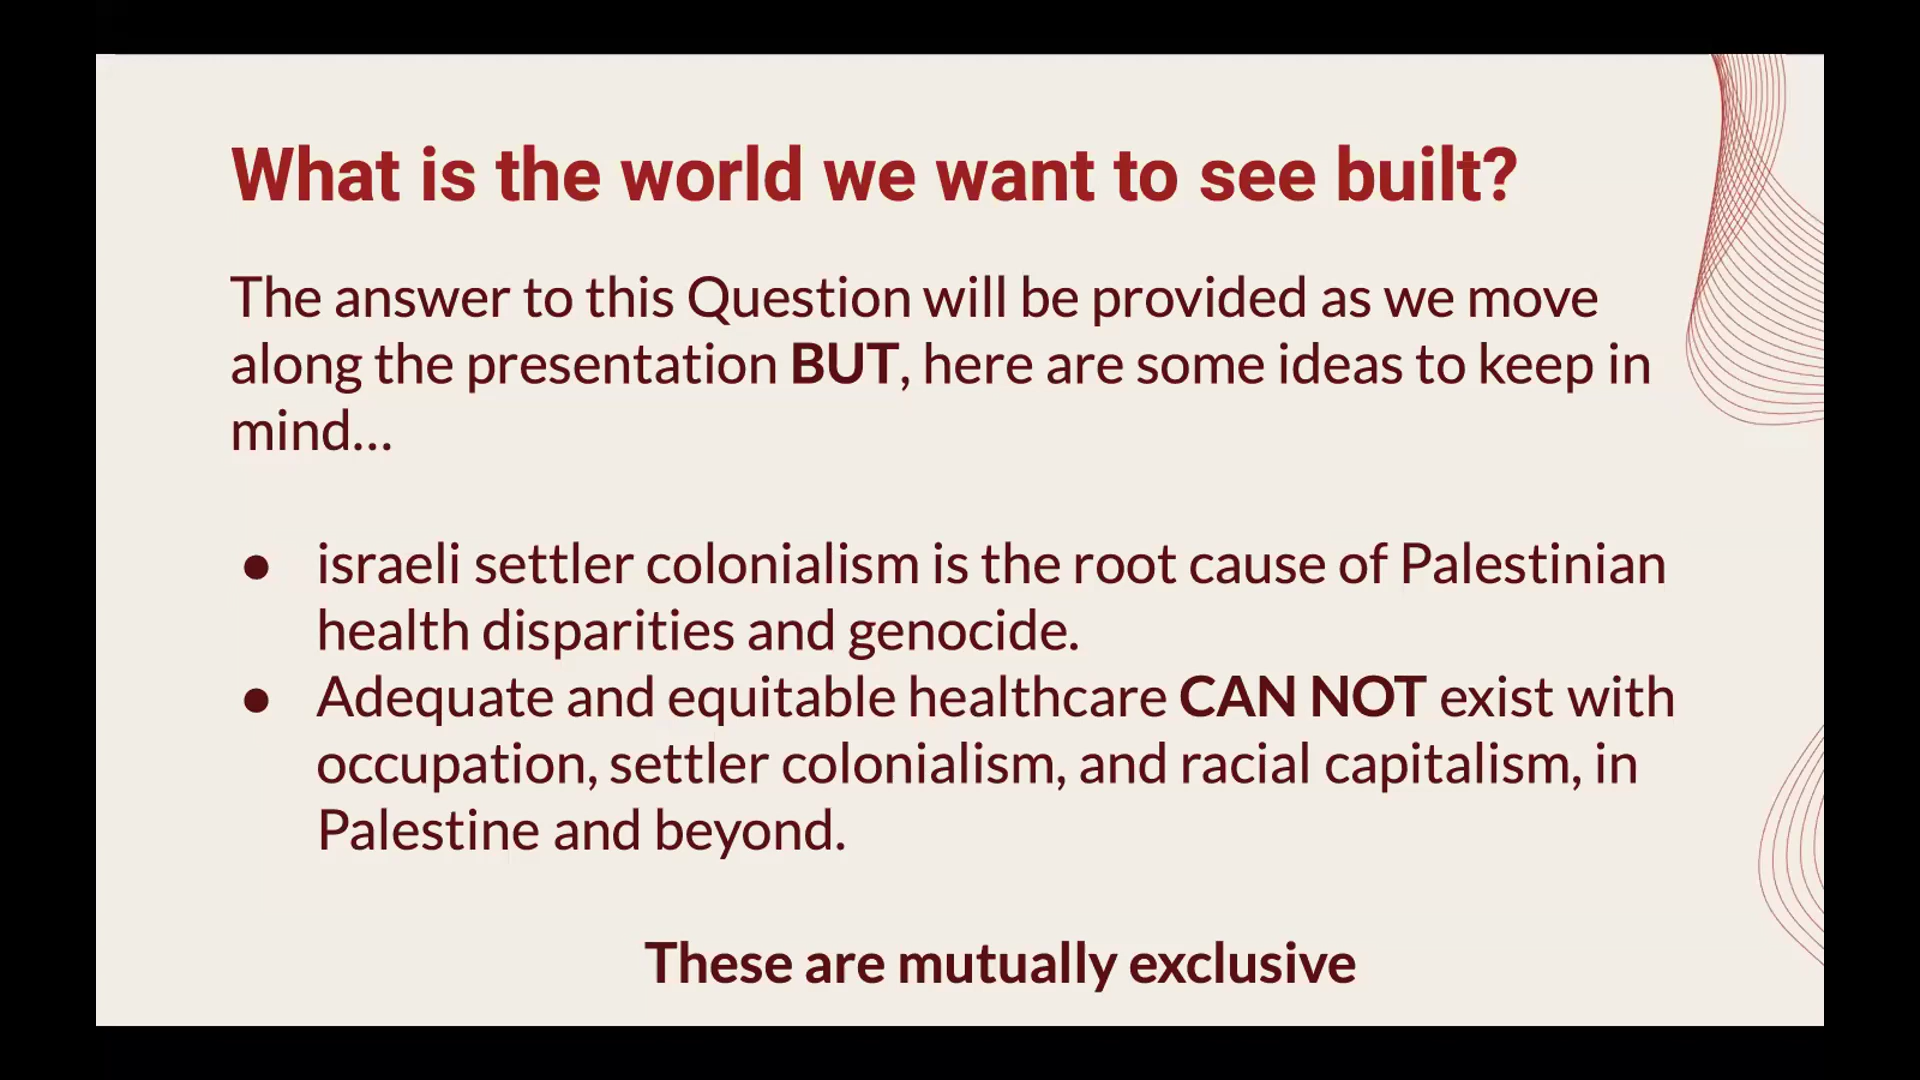 What is the world we want to see built?
The answer to this Question will be provided as we move
along the presentation BUT, here are some ideas to keep in
mind...
● israeli settler colonialism is the root cause of Palestinian
health disparities and genocide.
● Adequate and equitable healthcare CAN NOT exist with
occupation, settler colonialism, and racial capitalism, in
Palestine and beyond.
These are mutually exclusive